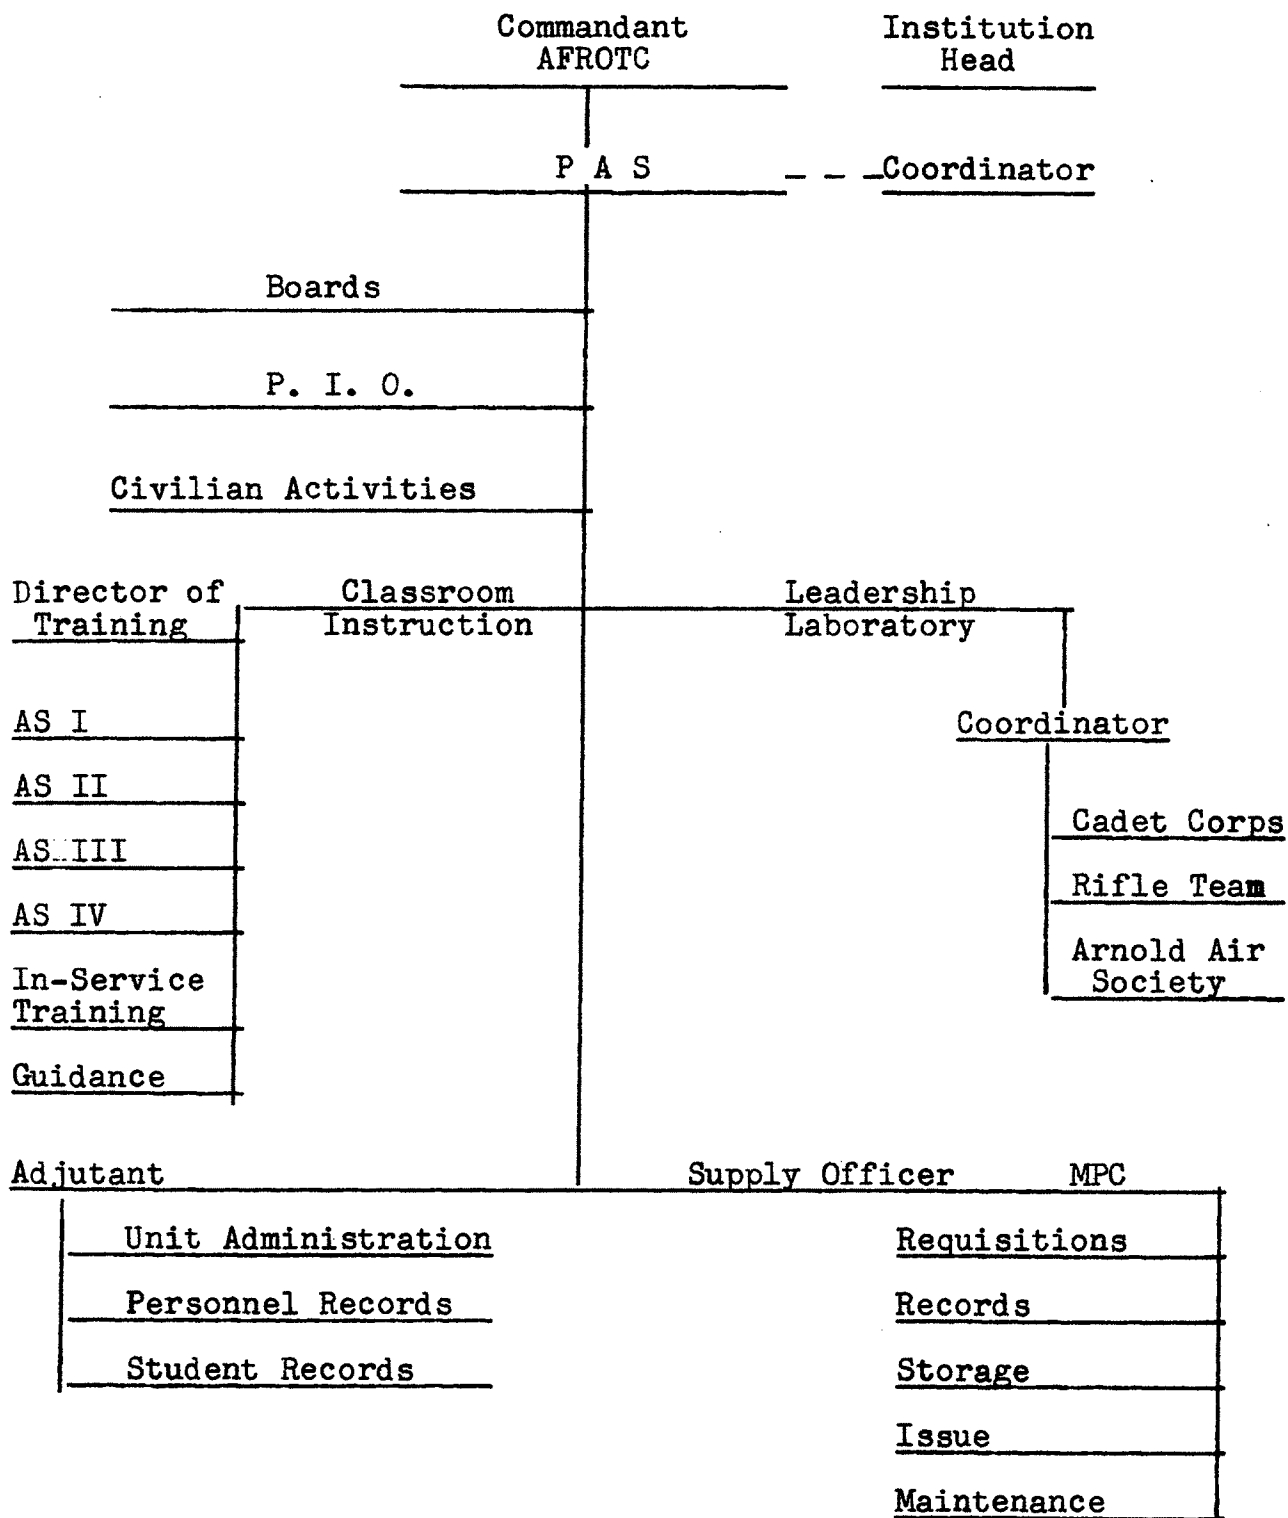 Commandant
AFROTC
Institution
Head
P A S
Coordinator
Boards
P. I. O.
Civilian Activities
Director of
Training
Classroom
Instruction
Leadership
Laboratory
AS I
AS II
AS III
AS IV
In-Service
Training
Guidance
Coordinator
Cadet Corps
Rifle Team
Arnold Air
Society
Adjutant
Supply Officer MPC
Unit Administration
Personnel Records
Student Records
Requisitions
Records
Storage
Issue
Maintenance